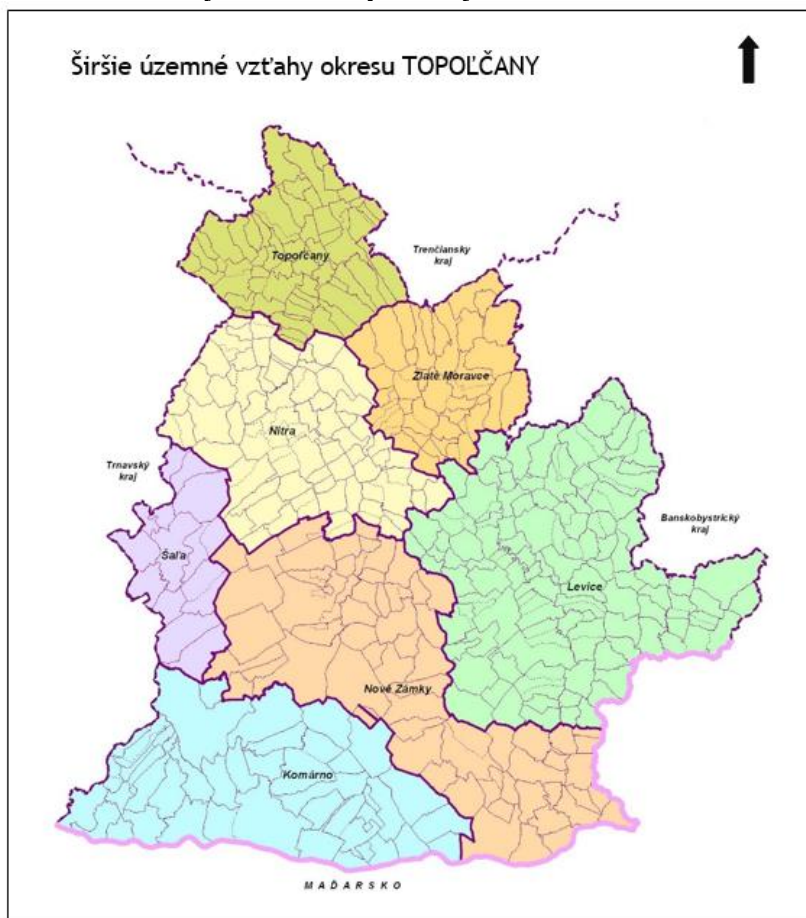 Širšie územné vzťahy okresu TOPOĽČANY
Topoľčany
Trenčiansky
kraj
Zlaté Moravce
Nitra
Trnavský
kraj
Banskobystrický
kraj
Šaľa
Levice
Nové Zámky
Komárno
MAĎARSKO